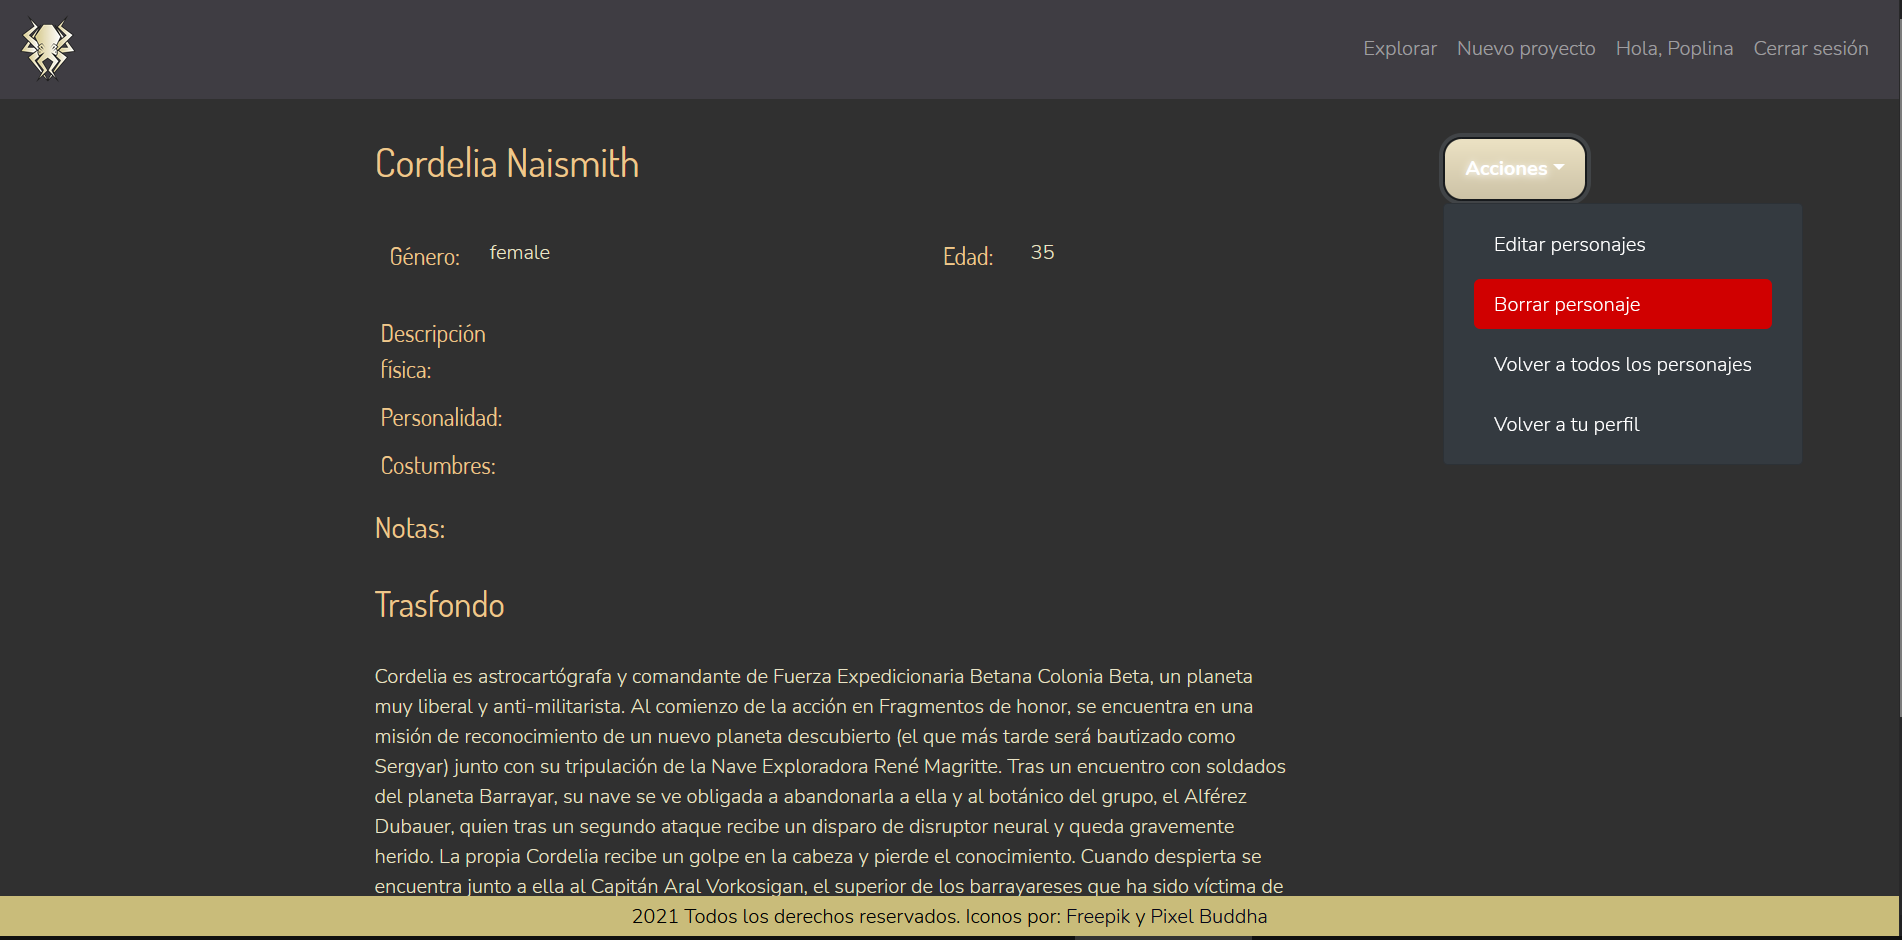 Explorar Nuevo proyecto Hola, Poplina Cerrar sesión
Cordelia Naismith
Acciones
Género: female Edad: 35
Editar personajes
Borrar personaje
Volver a todos los personajes
Volver a tu perfil
Descripción
física:
Personalidad:
Costumbres:
Notas:
Trasfondo
Cordelia es astrocartógrafa y comandante de Fuerza Expedicionaria Betana Colonia Beta, un planeta
muy liberal y anti-militarista. Al comienzo de la acción en Fragmentos de honor, se encuentra en una
misión de reconocimiento de un nuevo planeta descubierto (el que más tarde será bautizado como
Sergyar) junto con su tripulación de la Nave Exploradora René Magritte. Tras un encuentro con soldados
del planeta Barrayar, su nave se ve obligada a abandonarla a ella y al botánico del grupo, el Alférez
Dubauer, quien tras un segundo ataque recibe un disparo de disruptor neural y queda gravemente
herido. La propia Cordelia recibe un golpe en la cabeza y pierde el conocimiento. Cuando despierta se
encuentra junto a ella al Capitán Aral Vorkosigan, el superior de los barrayareses que ha sido víctima de
2021 Todos los derechos reservados. Iconos por: Freepik y Pixel Buddha